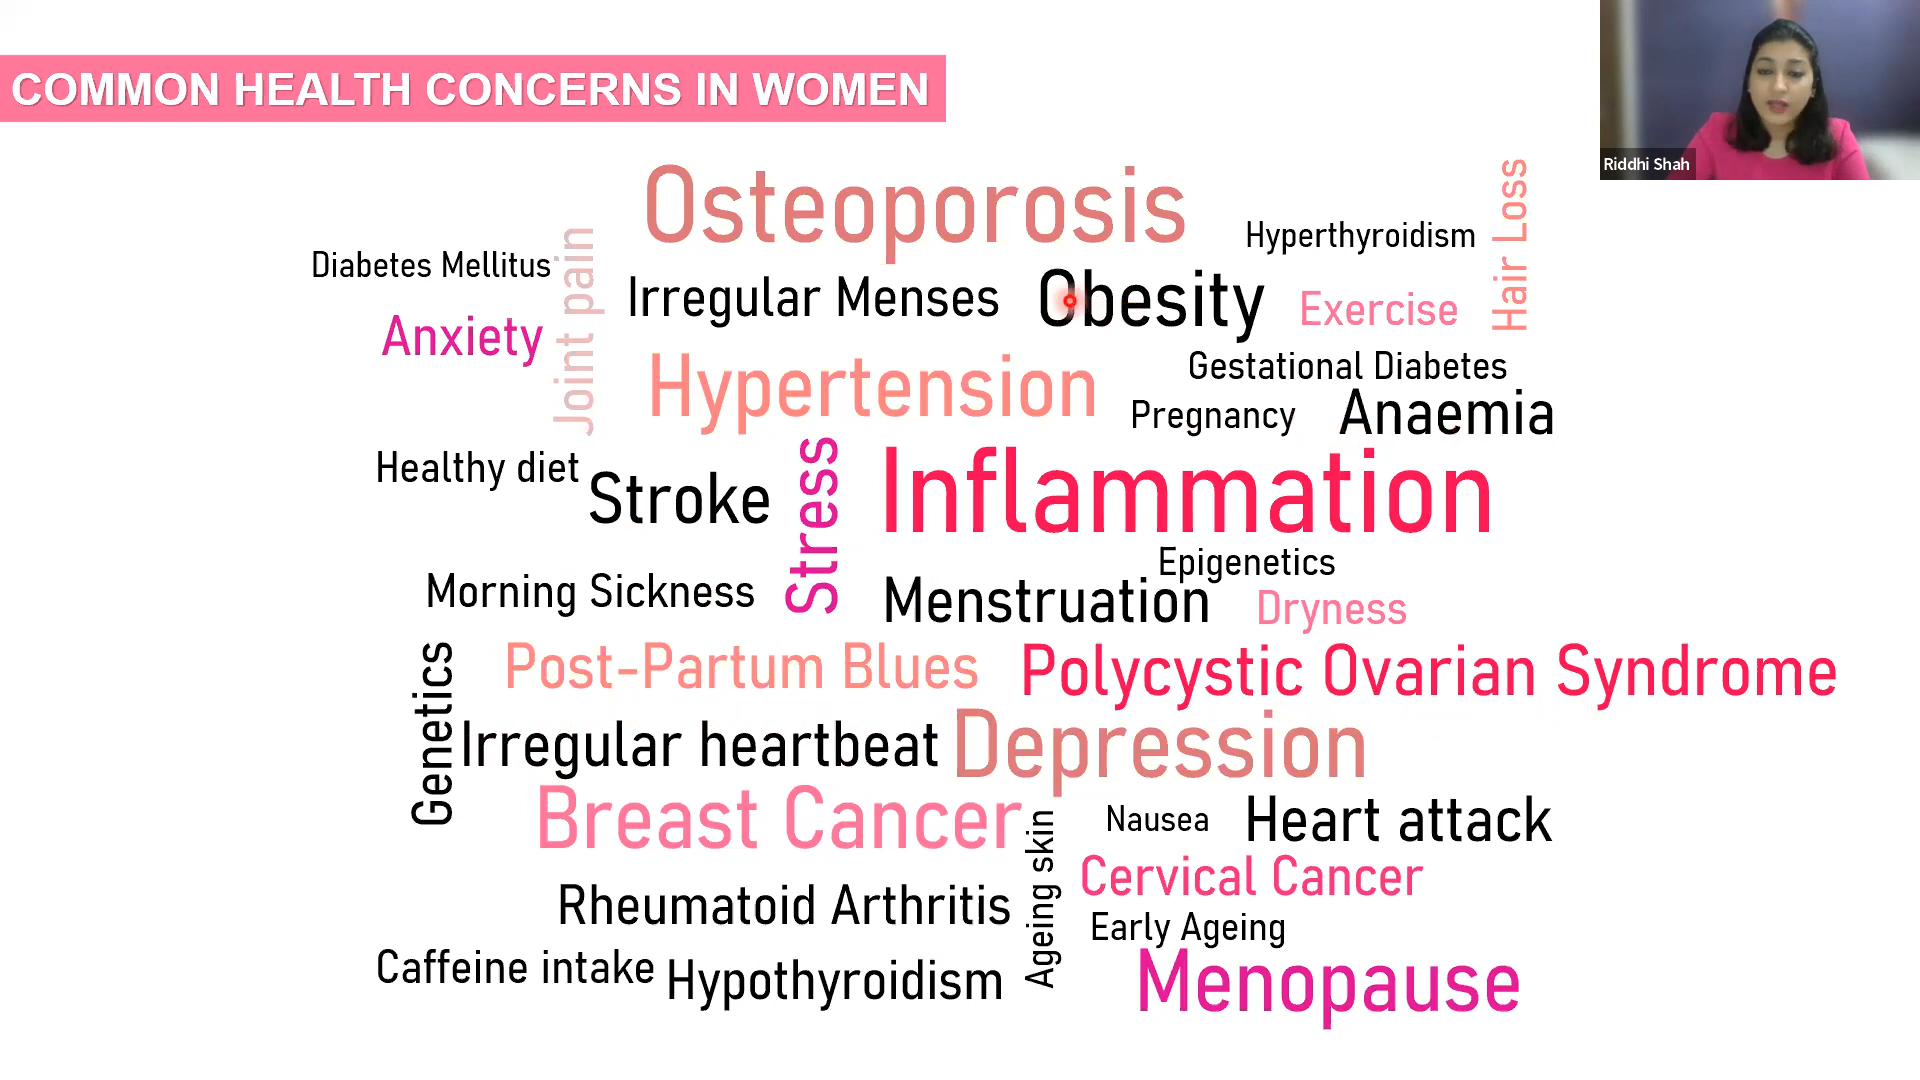 COMMON HEALTH CONCERNS IN WOMEN
Riddhi Shah
Osteoporosis
Hair Loss
Hyperthyroidism
Diabetes Mellitus
Joint pain
Irregular Menses
Obesity
Exercise
Anxiety
Hypertension
Gestational Diabetes
Pregnancy
Anaemia
Healthy diet
Stroke
Stress
Inflammation
Epigenetics
Morning Sickness
Menstruation
Dryness
Genetics
Post-Partum Blues
Polycystic Ovarian Syndrome
Irregular heartbeat
Depression
Breast Cancer
Ageing skin
Nausea
Heart attack
Cervical Cancer
Rheumatoid Arthritis
Early Ageing
Caffeine intake
Hypothyroidism
Menopause